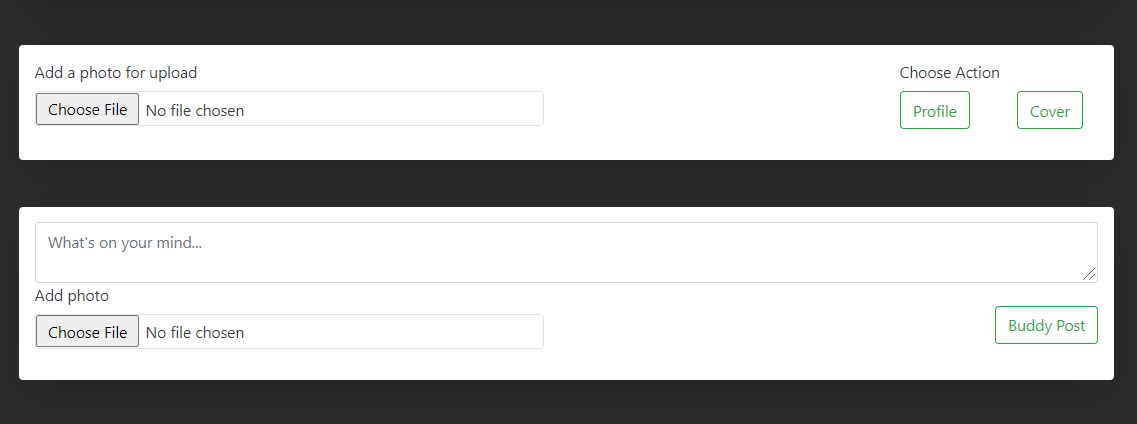 Add a photo for upload
Choose Action
Choose File No file chosen
Profile
Cover
What's on your mind...
Add photo
Choose File No file chosen
Buddy Post